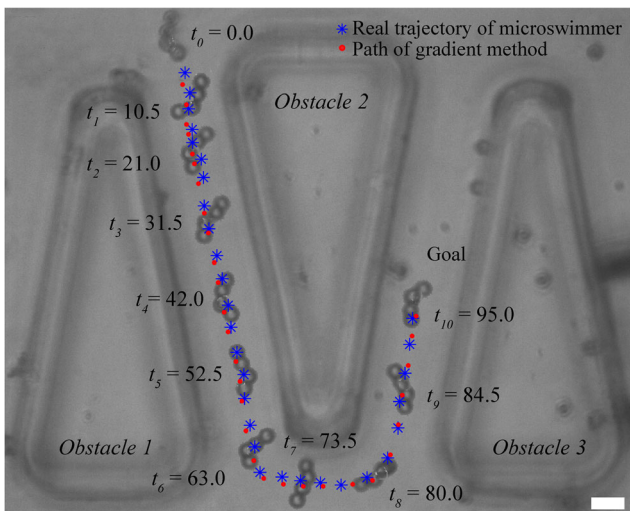 t0 = 0.0
Real trajectory of microswimmer
Path of gradient method
Obstacle 2
t1 = 10.5
t2 = 21.0
t3 = 31.5
Goal
t4 = 42.0
t10 = 95.0
t5 = 52.5
t9 = 84.5
Obstacle 1
t7 = 73.5
Obstacle 3
t6 = 63.0
t8 = 80.0